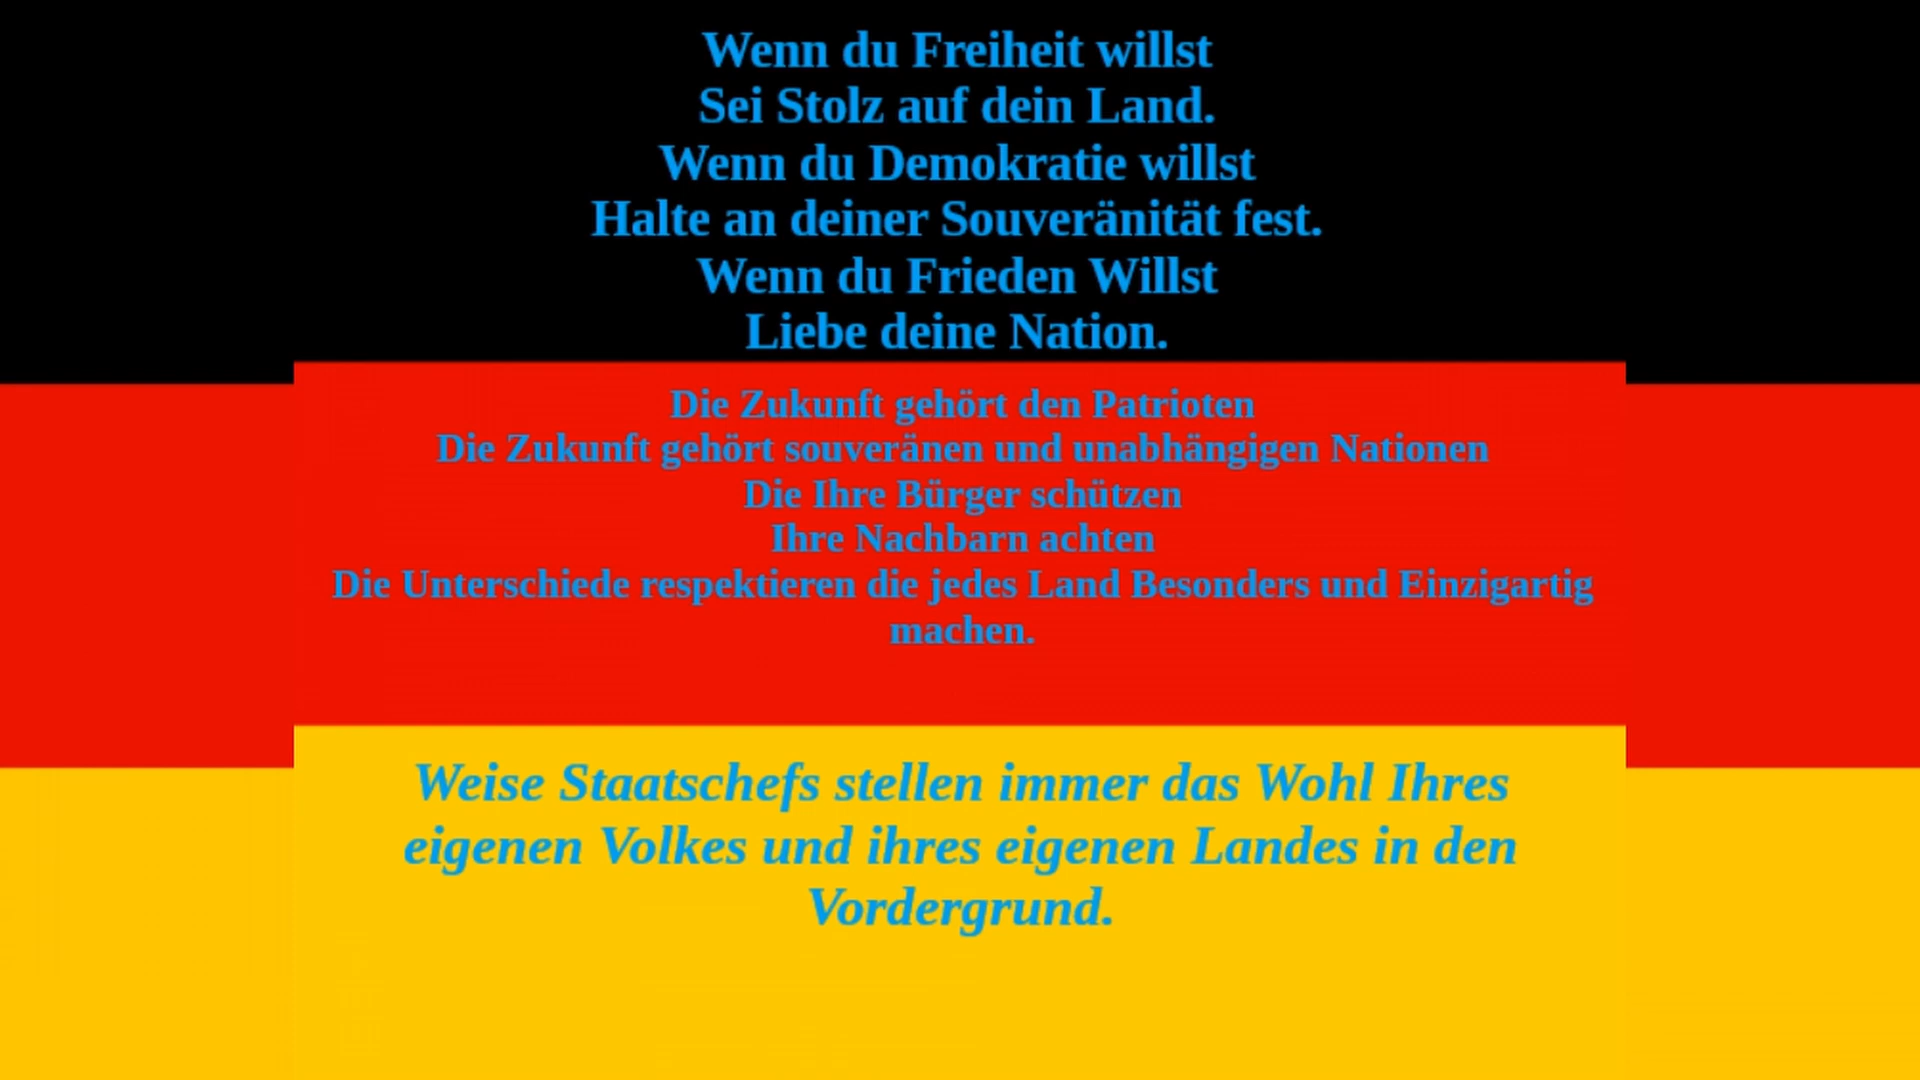 Wenn du Freiheit willst
Sei Stolz auf dein Land.
Wenn du Demokratie willst
Halte an deiner Souveränität fest.
Wenn du Frieden Willst
Liebe deine Nation.
Die Zukunft gehört den Patrioten
Die Zukunft gehört souveränen und unabhängigen Nationen
Die Ihre Bürger schützen
Ihre Nachbarn achten
Die Unterschiede respektieren die jedes Land Besonders und Einzigartig
machen.
Weise Staatschefs stellen immer das Wohl Ihres
eigenen Volkes und ihres eigenen Landes in den
Vordergrund.